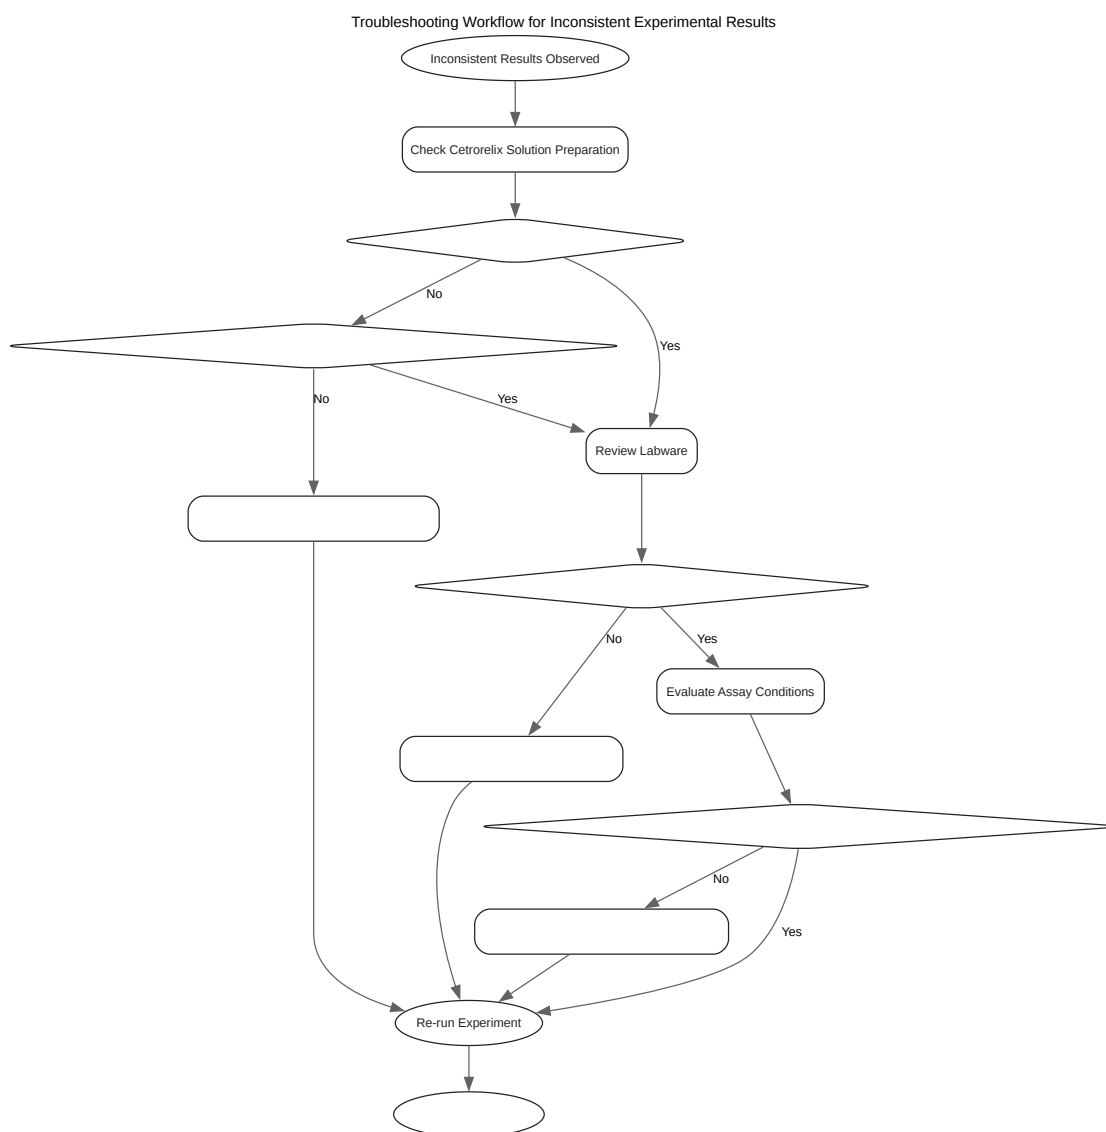 Troubleshooting Workflow for Inconsistent Experimental Results
Inconsistent Results Observed
Check Cetrorelix Solution Preparation
No
Yes
No
Yes
Review Labware
No
Yes
Evaluate Assay Conditions
No
Yes
Re-run Experiment